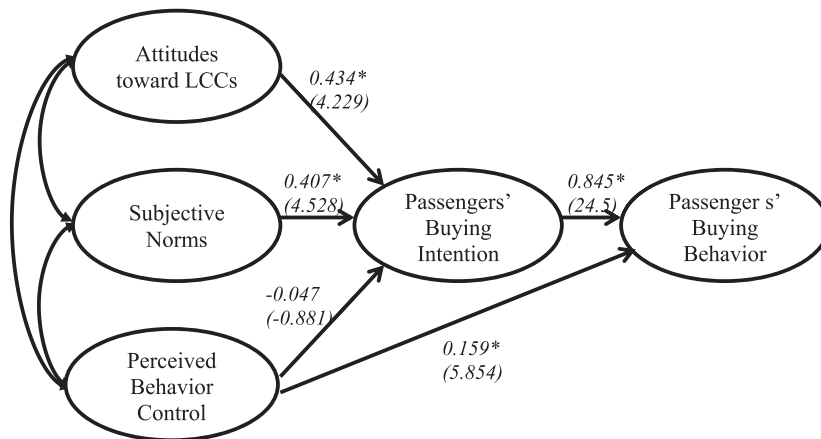 Attitudes
toward LCCs
0.434*
(4.229)
Subjective
Norms
0.407*
(4.528)
Passengers’
Buying
Intention
0.845*
(24.5)
Passenger s’
Buying
Behavior
-0.047
(-0.881)
Perceived
Behavior
Control
0.159*
(5.854)